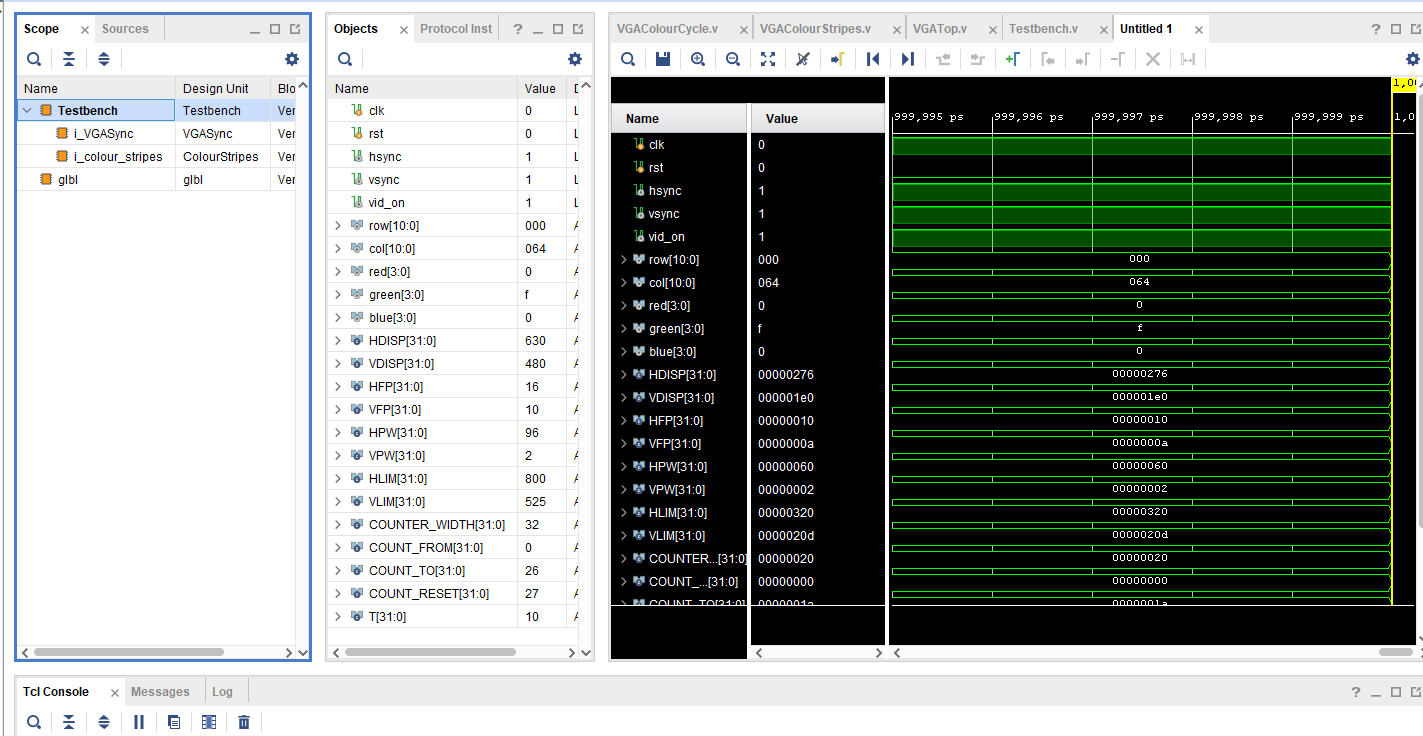 Scope Sources
Name Design Unit Blo
Testbench Testbench Ver
i_VGASync VGASync Ver
i_colour_stripes ColourStripes Ver
glbl glbl Ver
Objects Protocol Inst ?
Name Value D
clk 0 L
rst 0 L
hsync 1 L
vsync 1 L
vid_on 1 L
row[10:0] 000 A
col[10:0] 064 A
red[3:0] 0 A
green[3:0] f A
blue[3:0] 0 A
HDISP[31:0] 630 A
VDISP[31:0] 480 A
HFP[31:0] 16 A
VFP[31:0] 10 A
HPW[31:0] 96 A
VPW[31:0] 2 A
HLIM[31:0] 800 A
VLIM[31:0] 525 A
COUNTER_WIDTH[31:0] 32 A
COUNT_FROM[31:0] 0 A
COUNT_TO[31:0] 26 A
COUNT_RESET[31:0] 27 A
T[31:0] 10 A
VGAColourCycle.v VGAColourStripes.v VGATop.v Testbench.v Untitled 1 ?
1,00
Name Value 999,995 ps 999,996 ps 999,997 ps 999,998 ps 999,999 ps 1,0
clk 0
rst 0
hsync 1
vsync 1
vid_on 1
row[10:0] 000 000
col[10:0] 064 064
red[3:0] 0 0
green[3:0] f f
blue[3:0] 0 0
HDISP[31:0] 00000276 00000276
VDISP[31:0] 000001e0 000001e0
HFP[31:0] 00000010 00000010
VFP[31:0] 0000000a 0000000a
HPW[31:0] 00000060 00000060
VPW[31:0] 00000002 00000002
HLIM[31:0] 00000320 00000320
VLIM[31:0] 0000020d 0000020d
COUNTER...[31:0] 00000020 00000020
COUNT_...[31:0] 00000000 00000000
COUNT_TO[31:0] 0000001a 0000001a
Tcl Console Messages Log ?